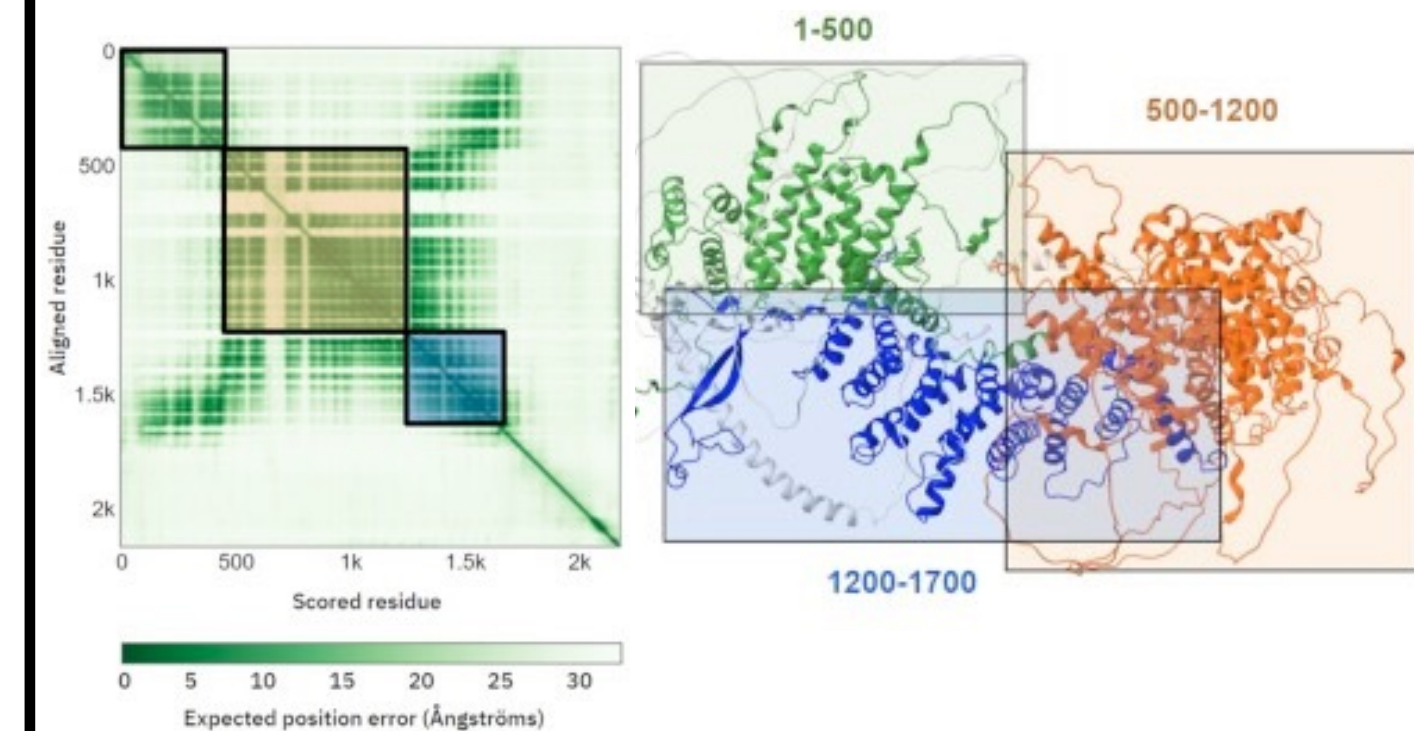 1-500
500-1200
1200-1700
0
500
1k
1.5k
2k
Aligned residue
0 500 1k 1.5k 2k
Scored residue
0 5 10 15 20 25 30
Expected position error (Ångströms)